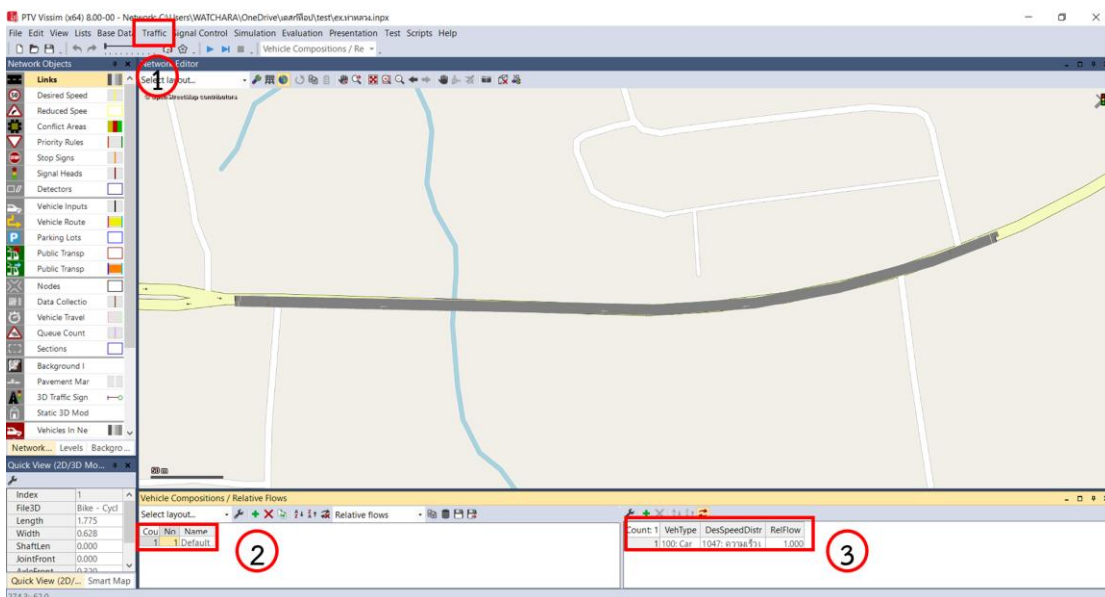 PTV Vissim (x64) 8.00-00 - Network: C:\Users\WATCHARA\OneDrive\เดสก์ท็อป\test\ex.ท่าหลวง.inpx
File Edit View Lists Base Data Traffic Signal Control Simulation Evaluation Presentation Test Scripts Help
Vehicle Compositions / Re
Network Objects
Network Editor
Links
Select layout...
1
© OpenStreetMap contributors
Desired Speed
Reduced Spee
Conflict Areas
Priority Rules
Stop Signs
Signal Heads
Detectors
Vehicle Inputs
Vehicle Route
Parking Lots
Public Transp
Public Transp
Nodes
Data Collectio
Vehicle Travel
Queue Count
Sections
Background I
Pavement Mar
3D Traffic Sign
Static 3D Mod
Vehicles In Ne
Network... Levels Backgro...
50 m
Quick View (2D/3D Mo...
Index 1
File3D Bike - Cycl
Length 1.775
Width 0.628
ShaftLen 0.000
JointFront 0.000
AxleFront 0.320
Quick View (2D/... Smart Map
Vehicle Compositions / Relative Flows
Select layout... Relative flows
Cou No Name
1 1 Default
2
Count: 1 VehType DesSpeedDistr RelFlow
1 100: Car 1047: ความเร็วเ 1.000
3